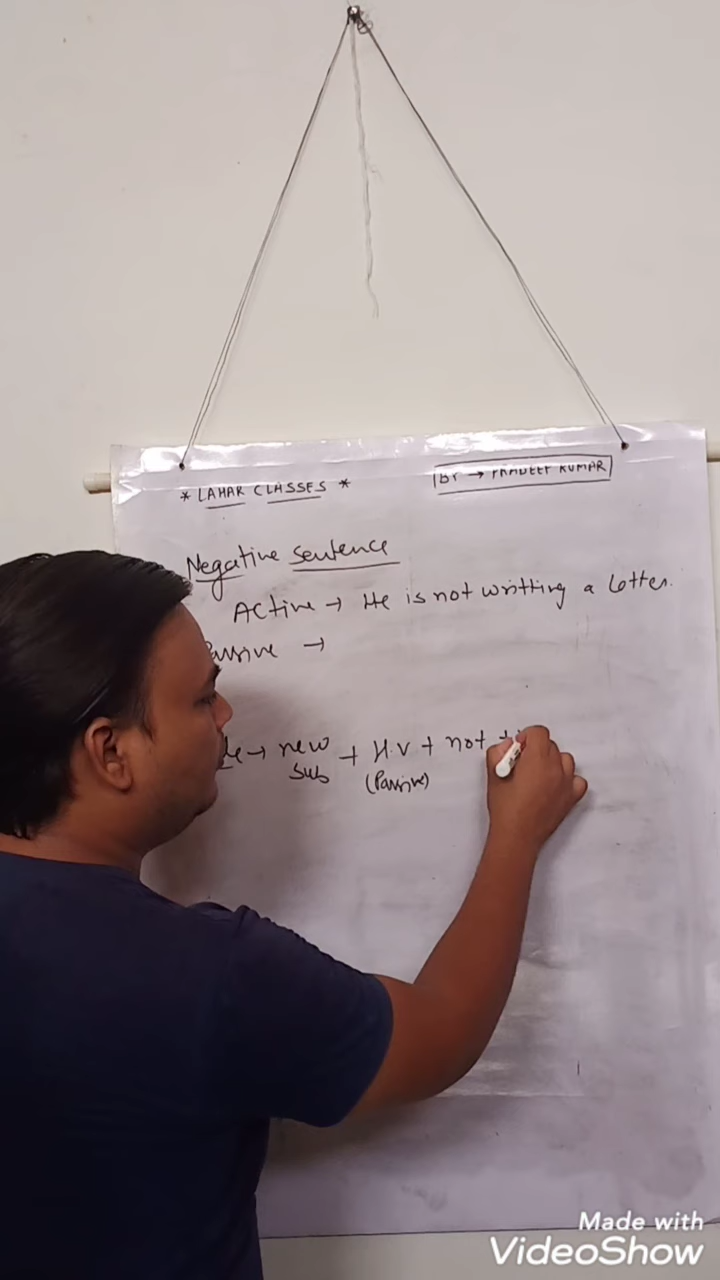 * LAHAR CLASSES *
BY → PRADEEP KUMAR
Negative Sentence
Active → He is not writting a letter.
Passive →
→ new + H.V + not +
Sub (Passive)
Made with
VideoShow